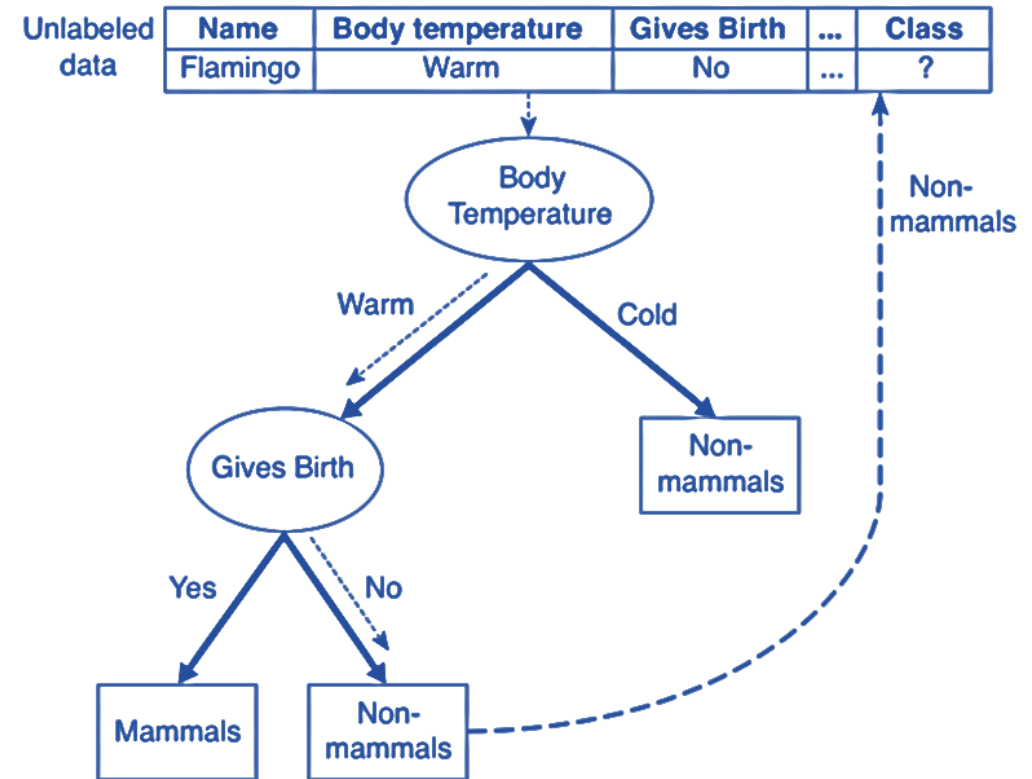 Unlabeled data
Name Body temperature Gives Birth ... Class
Flamingo Warm No ... ?
Body
Temperature
Non-
mammals
Warm
Cold
Gives Birth
Non-
mammals
Yes
No
Mammals
Non-
mammals